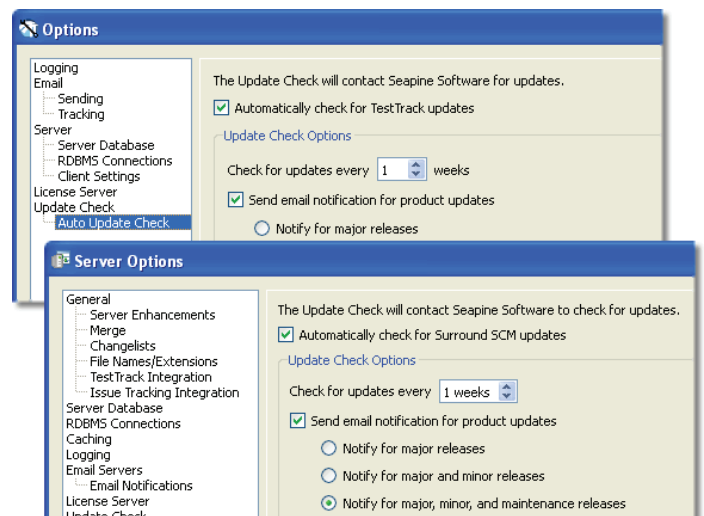 Options
Logging
Email
Sending
Tracking
Server
Server Database
RDBMS Connections
Client Settings
License Server
Update Check
Auto Update Check
The Update Check will contact Seapine Software for updates.
Automatically check for TestTrack updates
Update Check Options
Check for updates every 1 weeks
Send email notification for product updates
Notify for major releases
Server Options
General
Server Enhancements
Merge
Changelists
File Names/Extensions
TestTrack Integration
Issue Tracking Integration
Server Database
RDBMS Connections
Caching
Logging
Email Servers
Email Notifications
License Server
Update Check
The Update Check will contact Seapine Software to check for updates.
Automatically check for Surround SCM updates
Update Check Options
Check for updates every 1 weeks
Send email notification for product updates
Notify for major releases
Notify for major and minor releases
Notify for major, minor, and maintenance releases